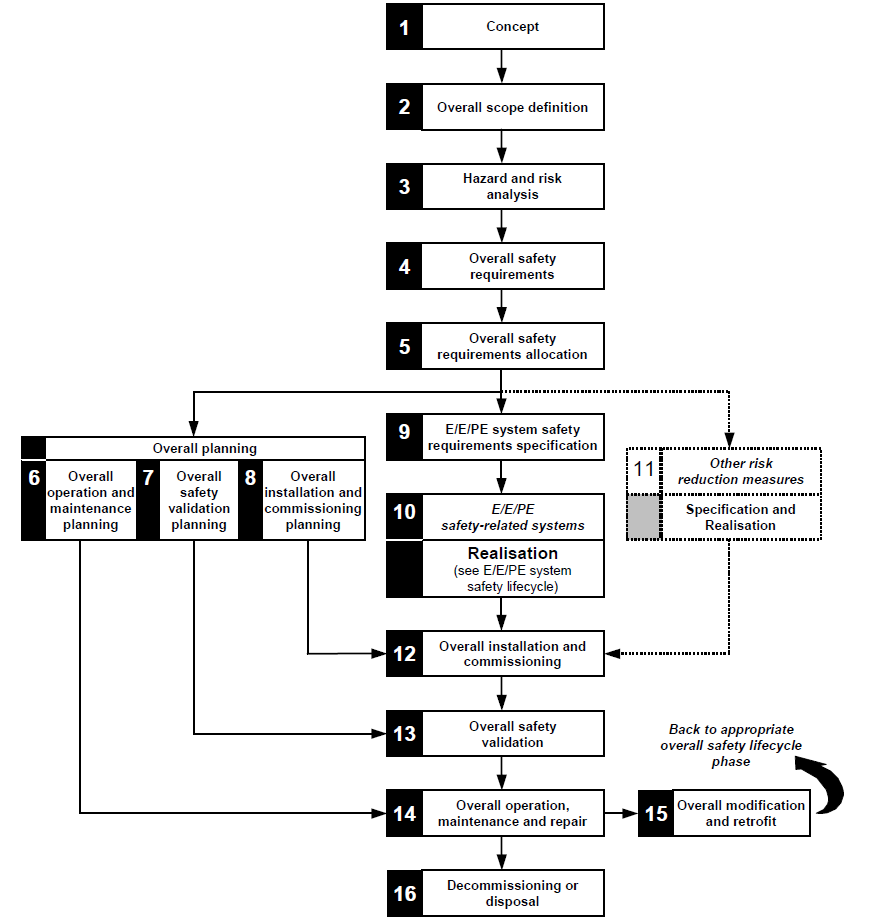 1
Concept
2
Overall scope definition
3
Hazard and risk
analysis
4
Overall safety
requirements
5
Overall safety
requirements allocation
Overall planning
6
Overall
operation and
maintenance
planning
7
Overall
safety
validation
planning
8
Overall
installation and
commissioning
planning
9
E/E/PE system safety
requirements specification
10
E/E/PE
safety-related systems
Realisation
(see E/E/PE system
safety lifecycle)
11
Other risk
reduction measures
Specification and
Realisation
12
Overall installation and
commissioning
13
Overall safety
validation
14
Overall operation,
maintenance and repair
15
Overall modification
and retrofit
Back to appropriate
overall safety lifecycle
phase
16
Decommissioning or
disposal